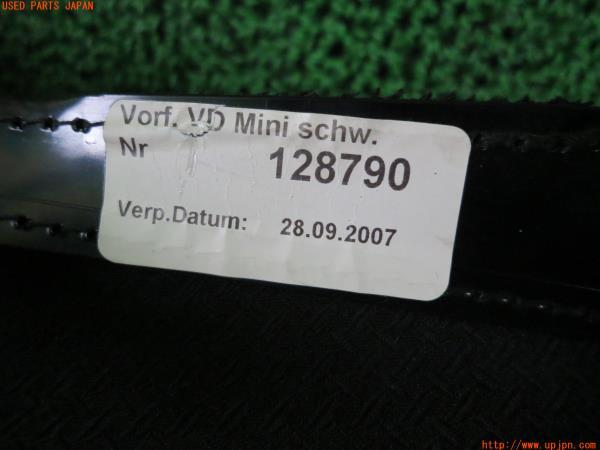 USED PARTS JAPAN
Vorf. VD Mini schw.
Nr 128790
Verp.Datum: 28.09.2007
http://www.upjpn.com/